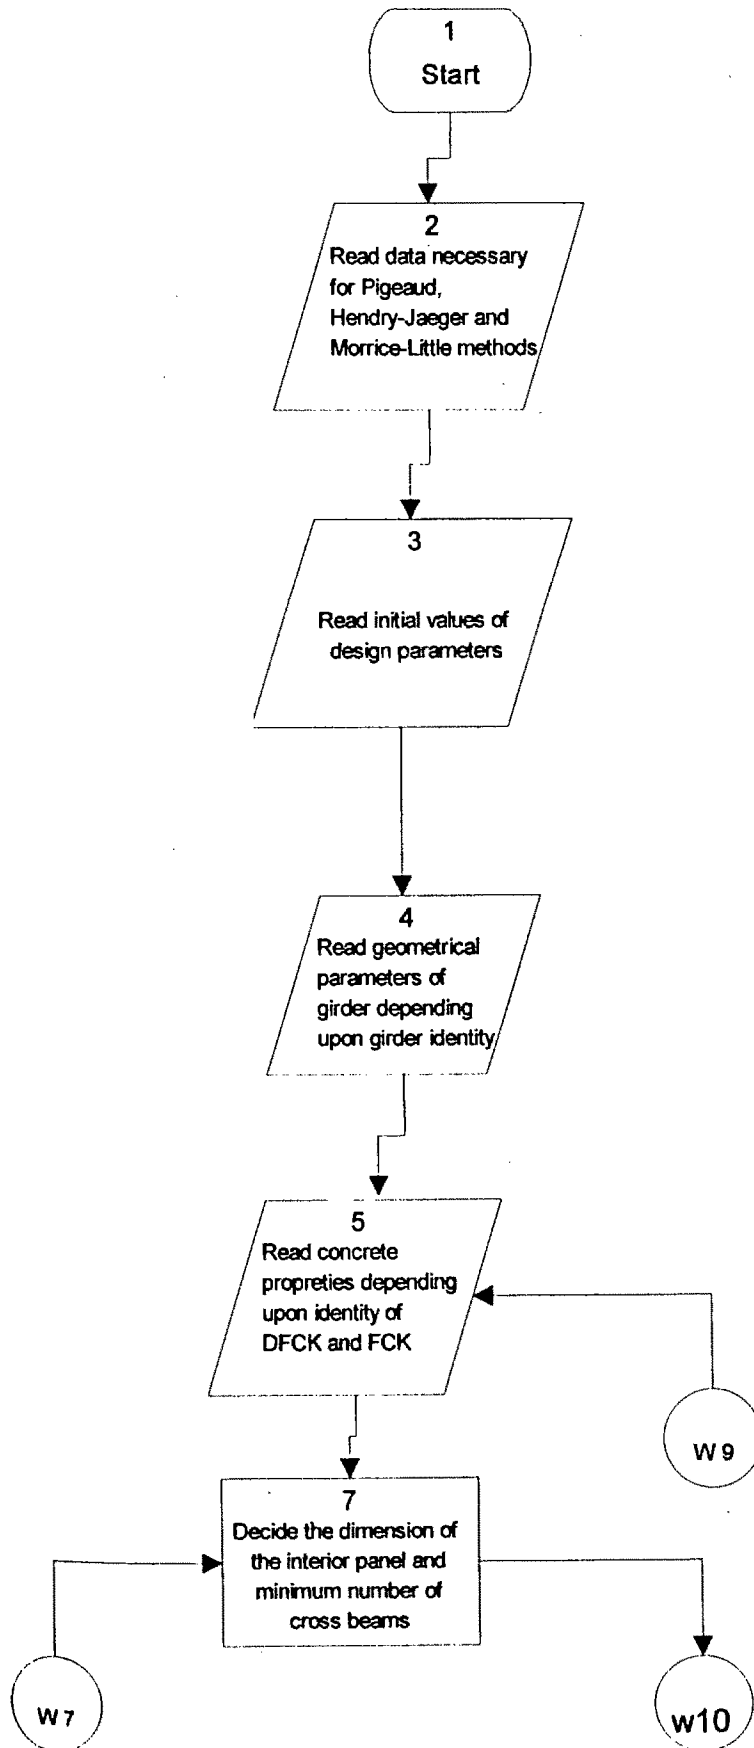 1
Start
2
Read data necessary
for Pigeaud,
Hendry-Jaeger and
Morrice-Little methods
3
Read initial values of
design parameters
4
Read geometrical
parameters of
girder depending
upon girder identity
5
Read concrete
propreties depending
upon identity of
DFCK and FCK
W 9
7
Decide the dimension of
the interior panel and
minimum number of
cross beams
W 7
w10